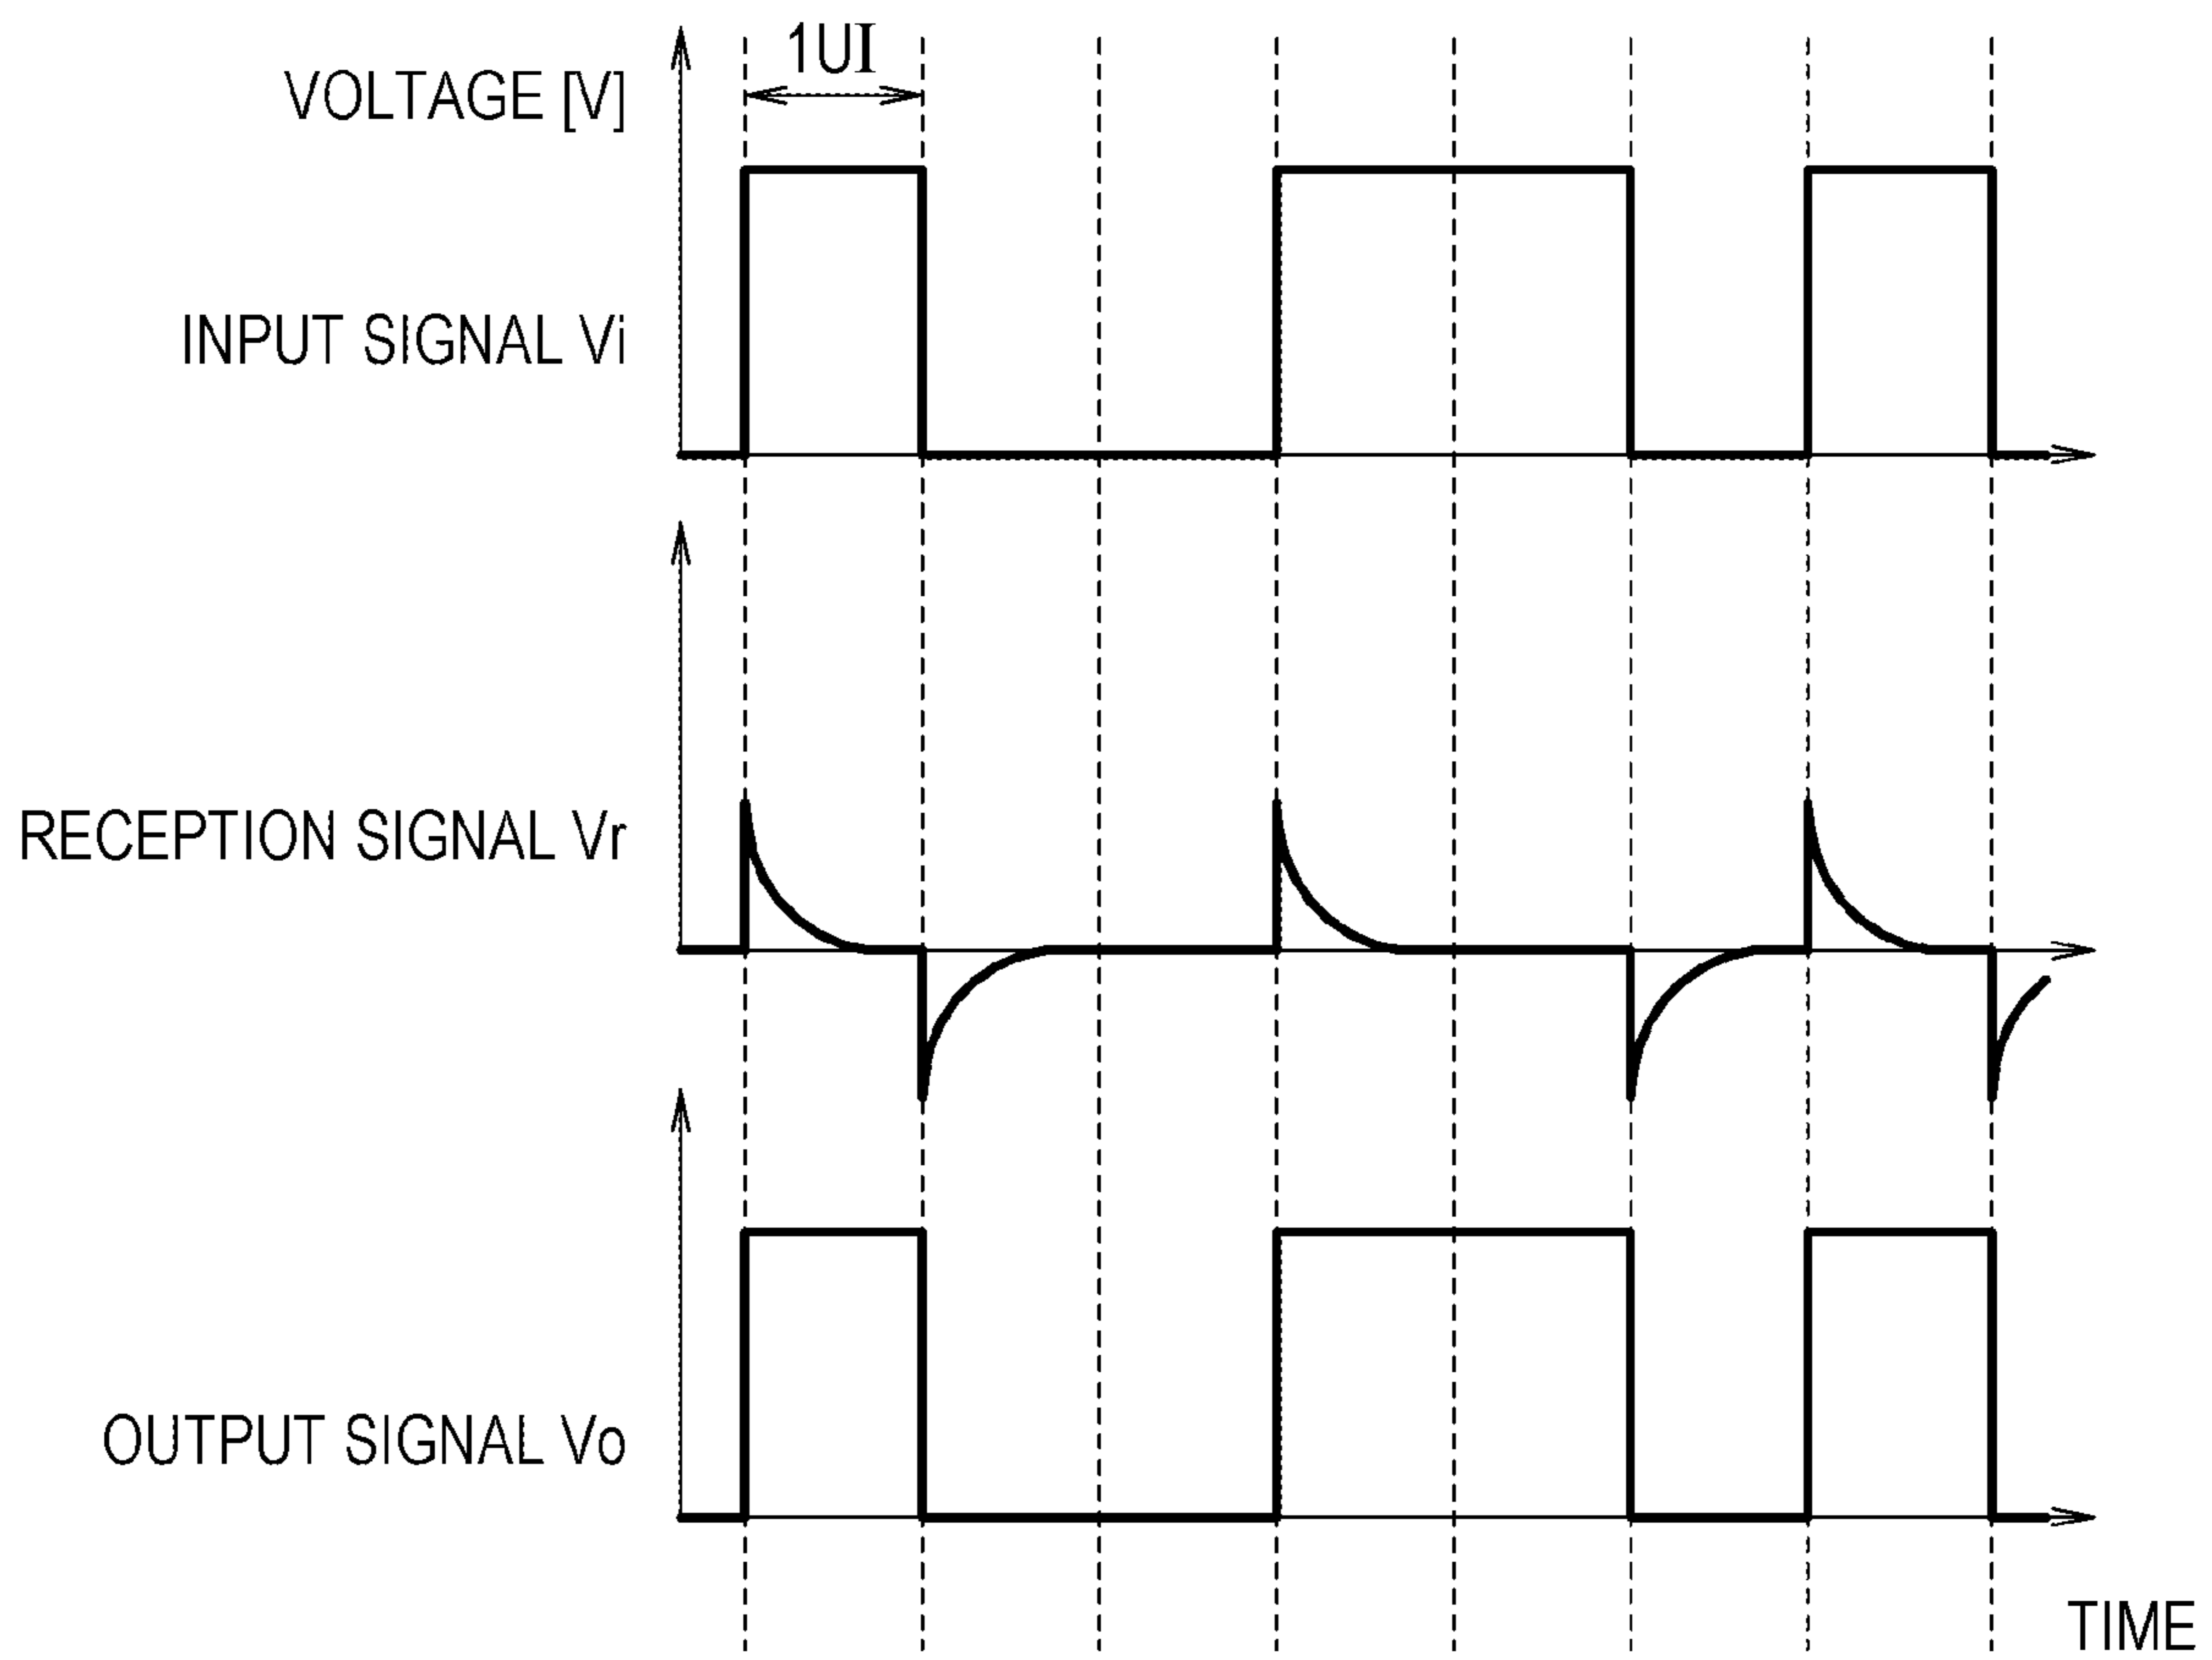 1UI
VOLTAGE [V]
INPUT SIGNAL Vi
RECEPTION SIGNAL Vr
OUTPUT SIGNAL Vo
TIME